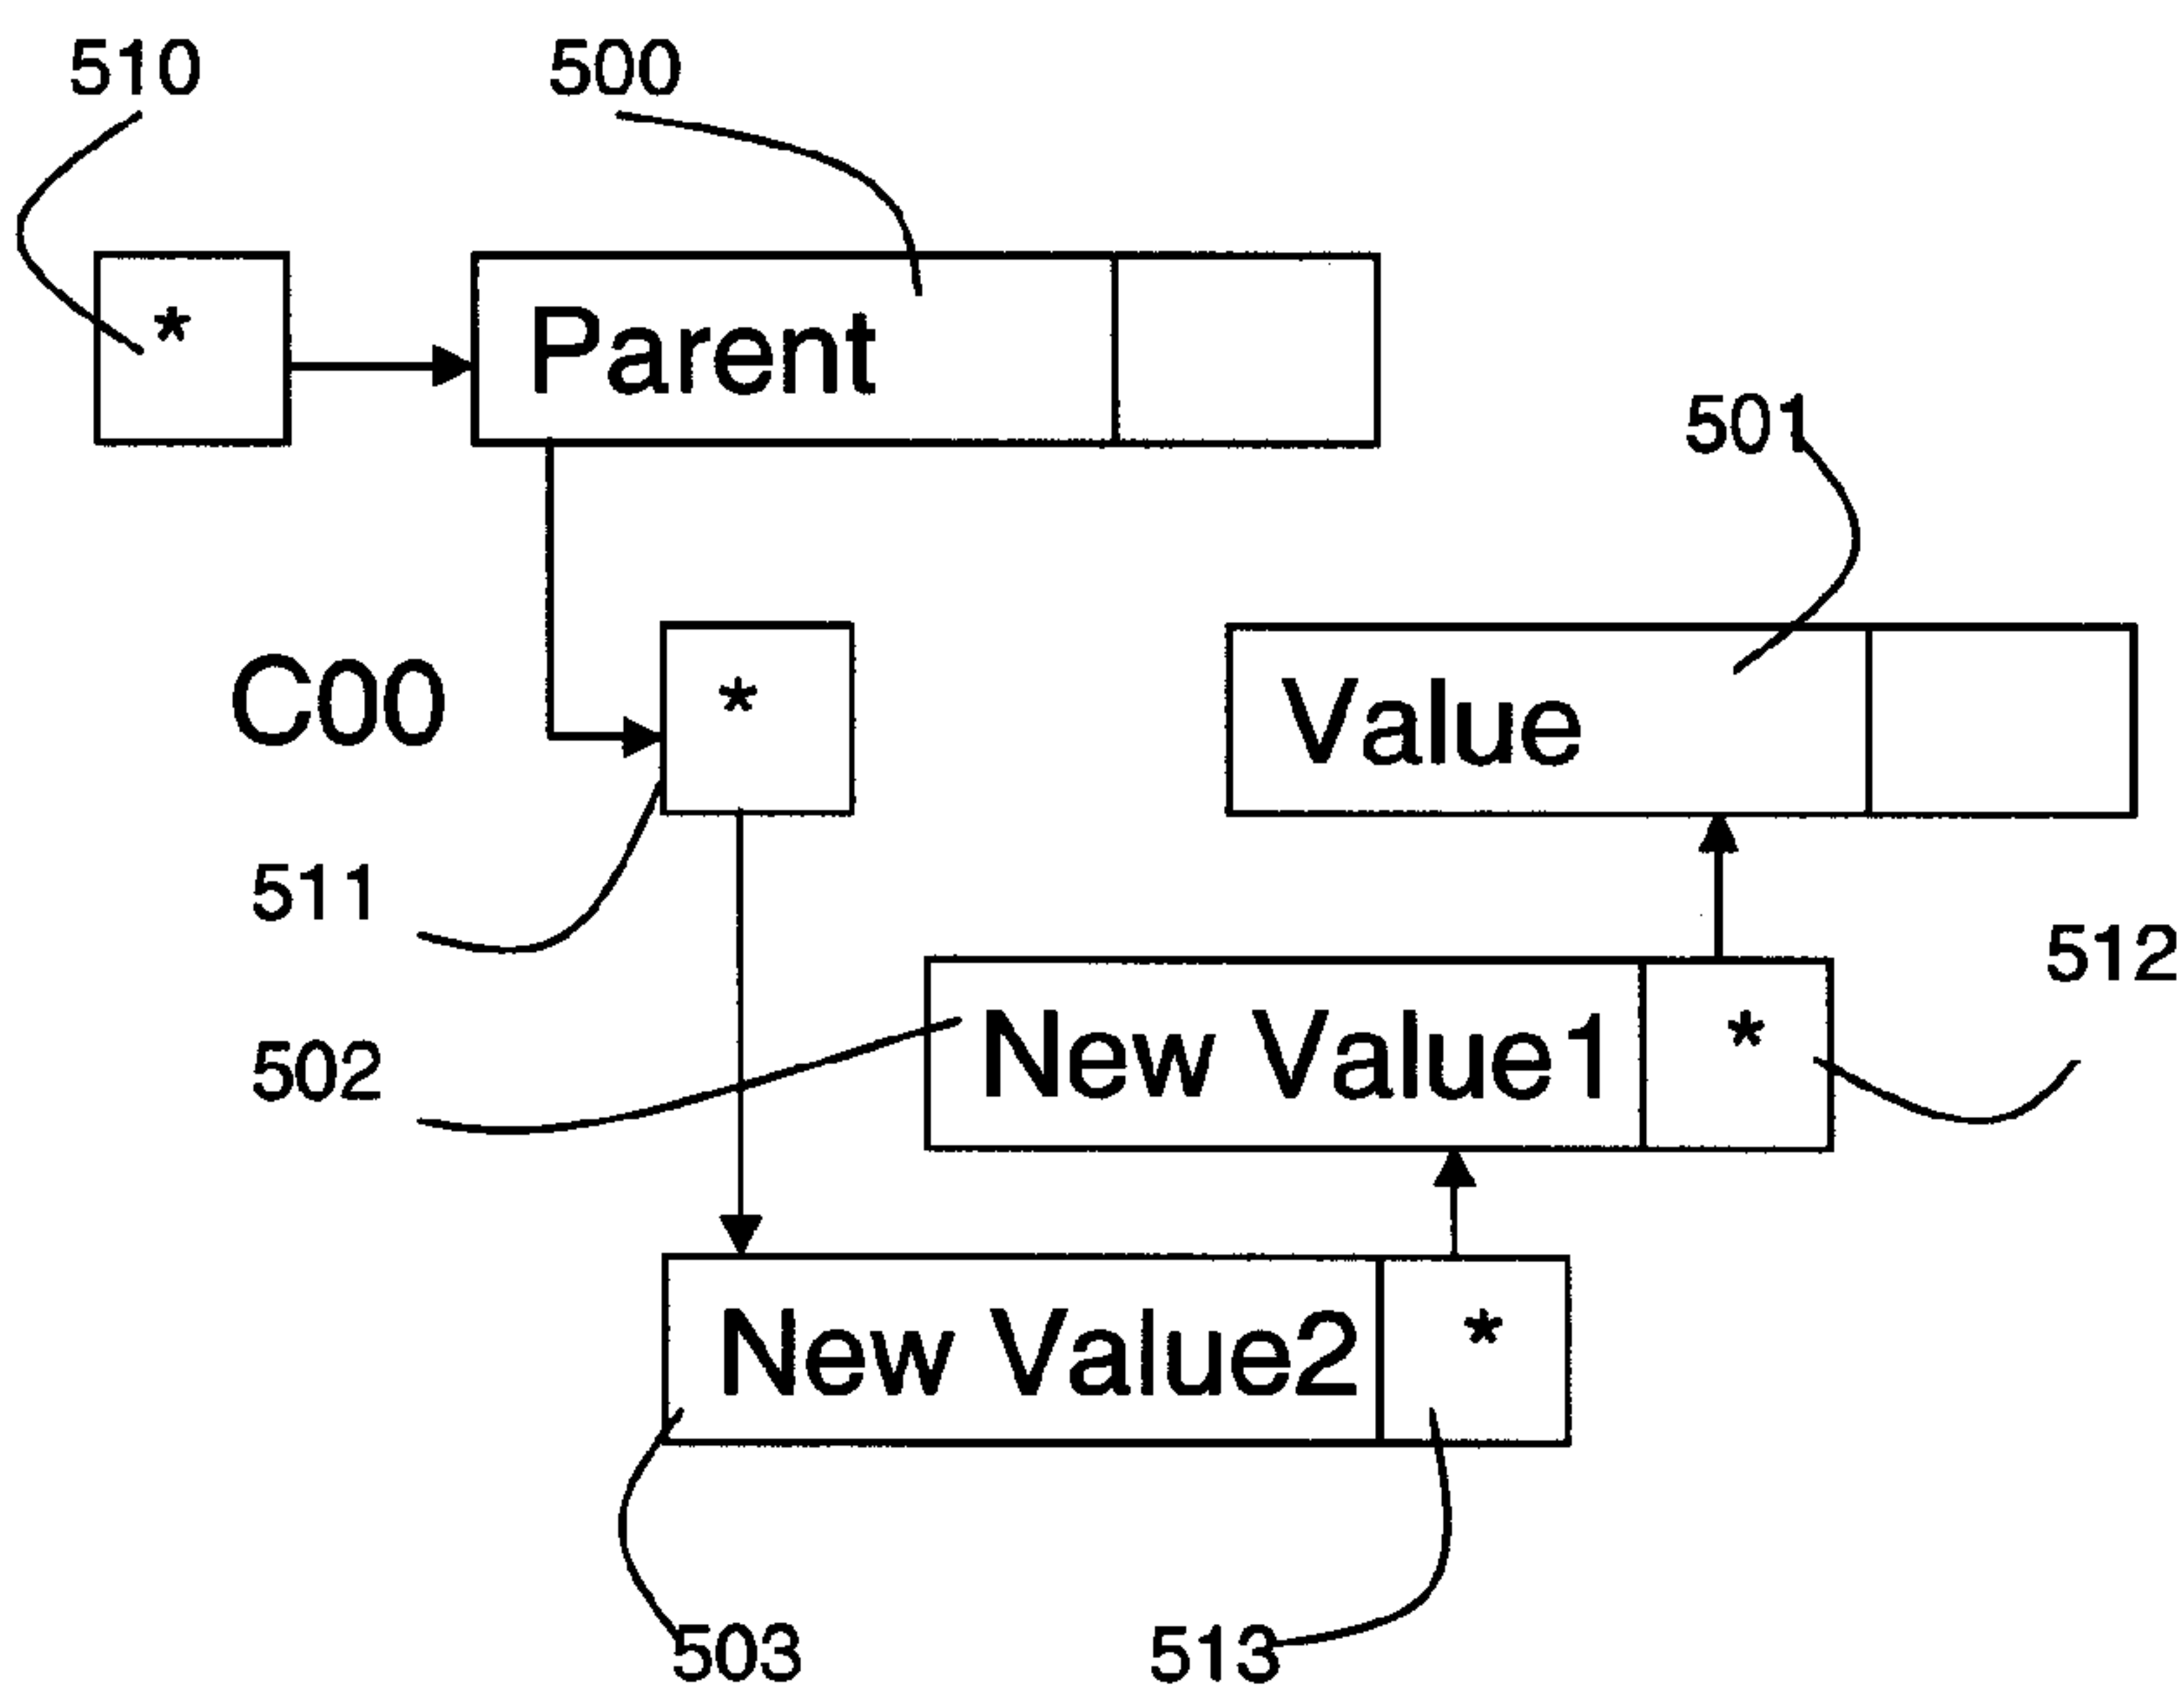 510 500
* Parent
501
C00 * Value
511
512
502 New Value1 *
New Value2 *
503 513